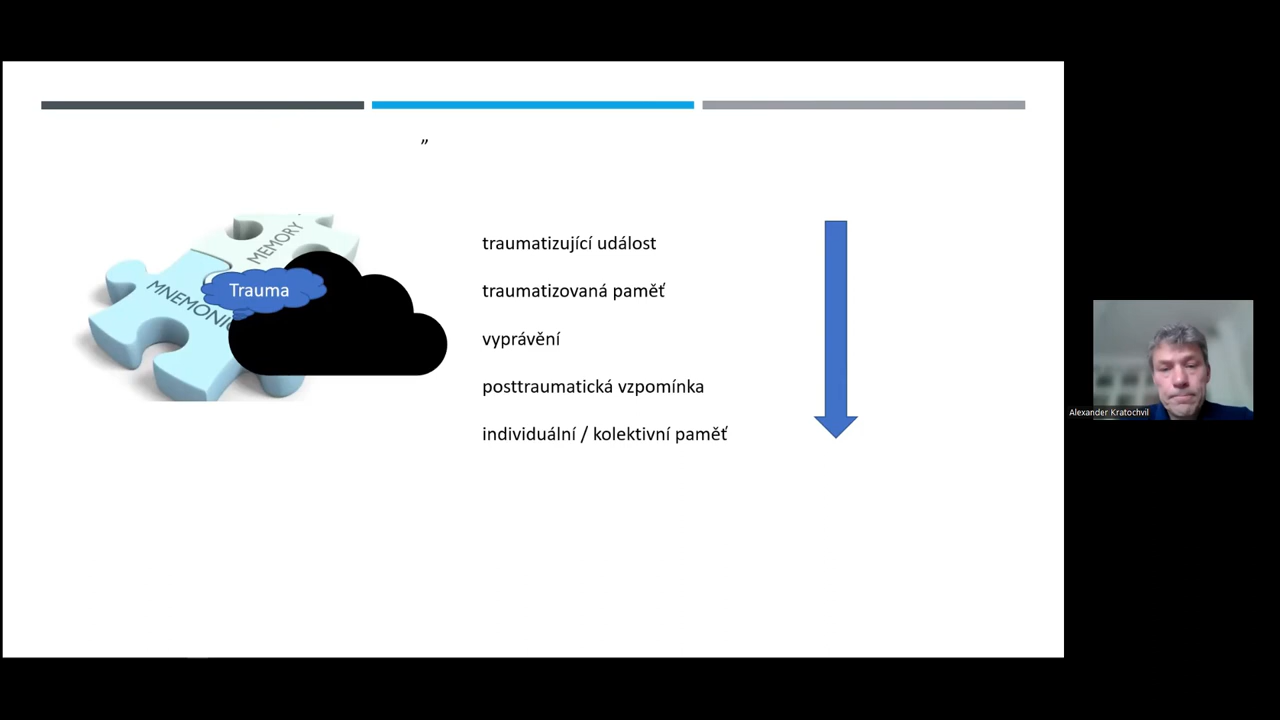 ”
MEMORY
Trauma
MNEMONIC
traumatizující událost
traumatizovaná paměť
vyprávění
posttraumatická vzpomínka
individuální / kolektivní paměť
Alexander Kratochvil